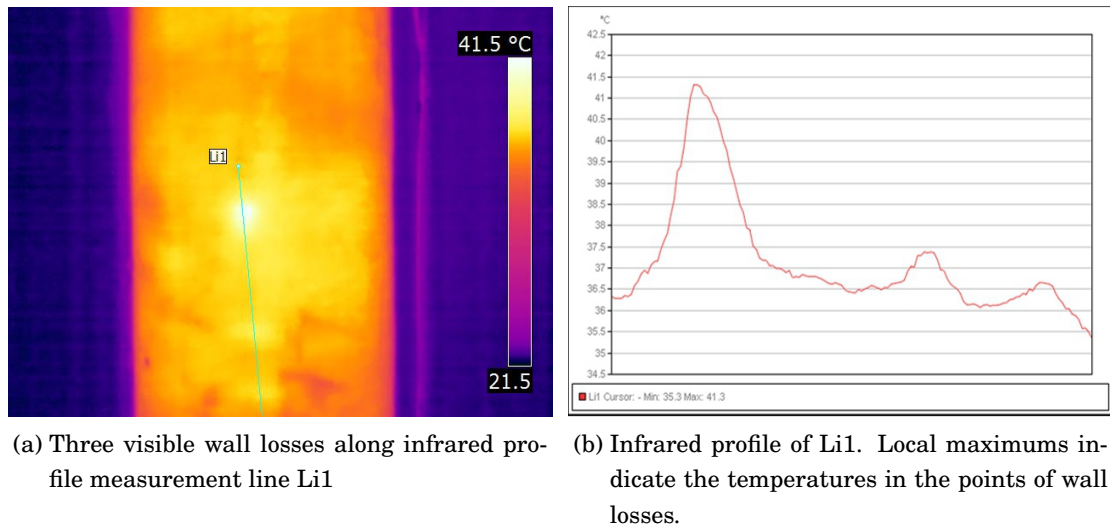 41.5 °C
Li1
21.5
°C
42.5
42
41.5
41
40.5
40
39.5
39
38.5
38
37.5
37
36.5
36
35.5
35
34.5
Li1 Cursor: - Min: 35.3 Max: 41.3
(a) Three visible wall losses along infrared pro-
file measurement line Li1
(b) Infrared profile of Li1. Local maximums in-
dicate the temperatures in the points of wall
losses.